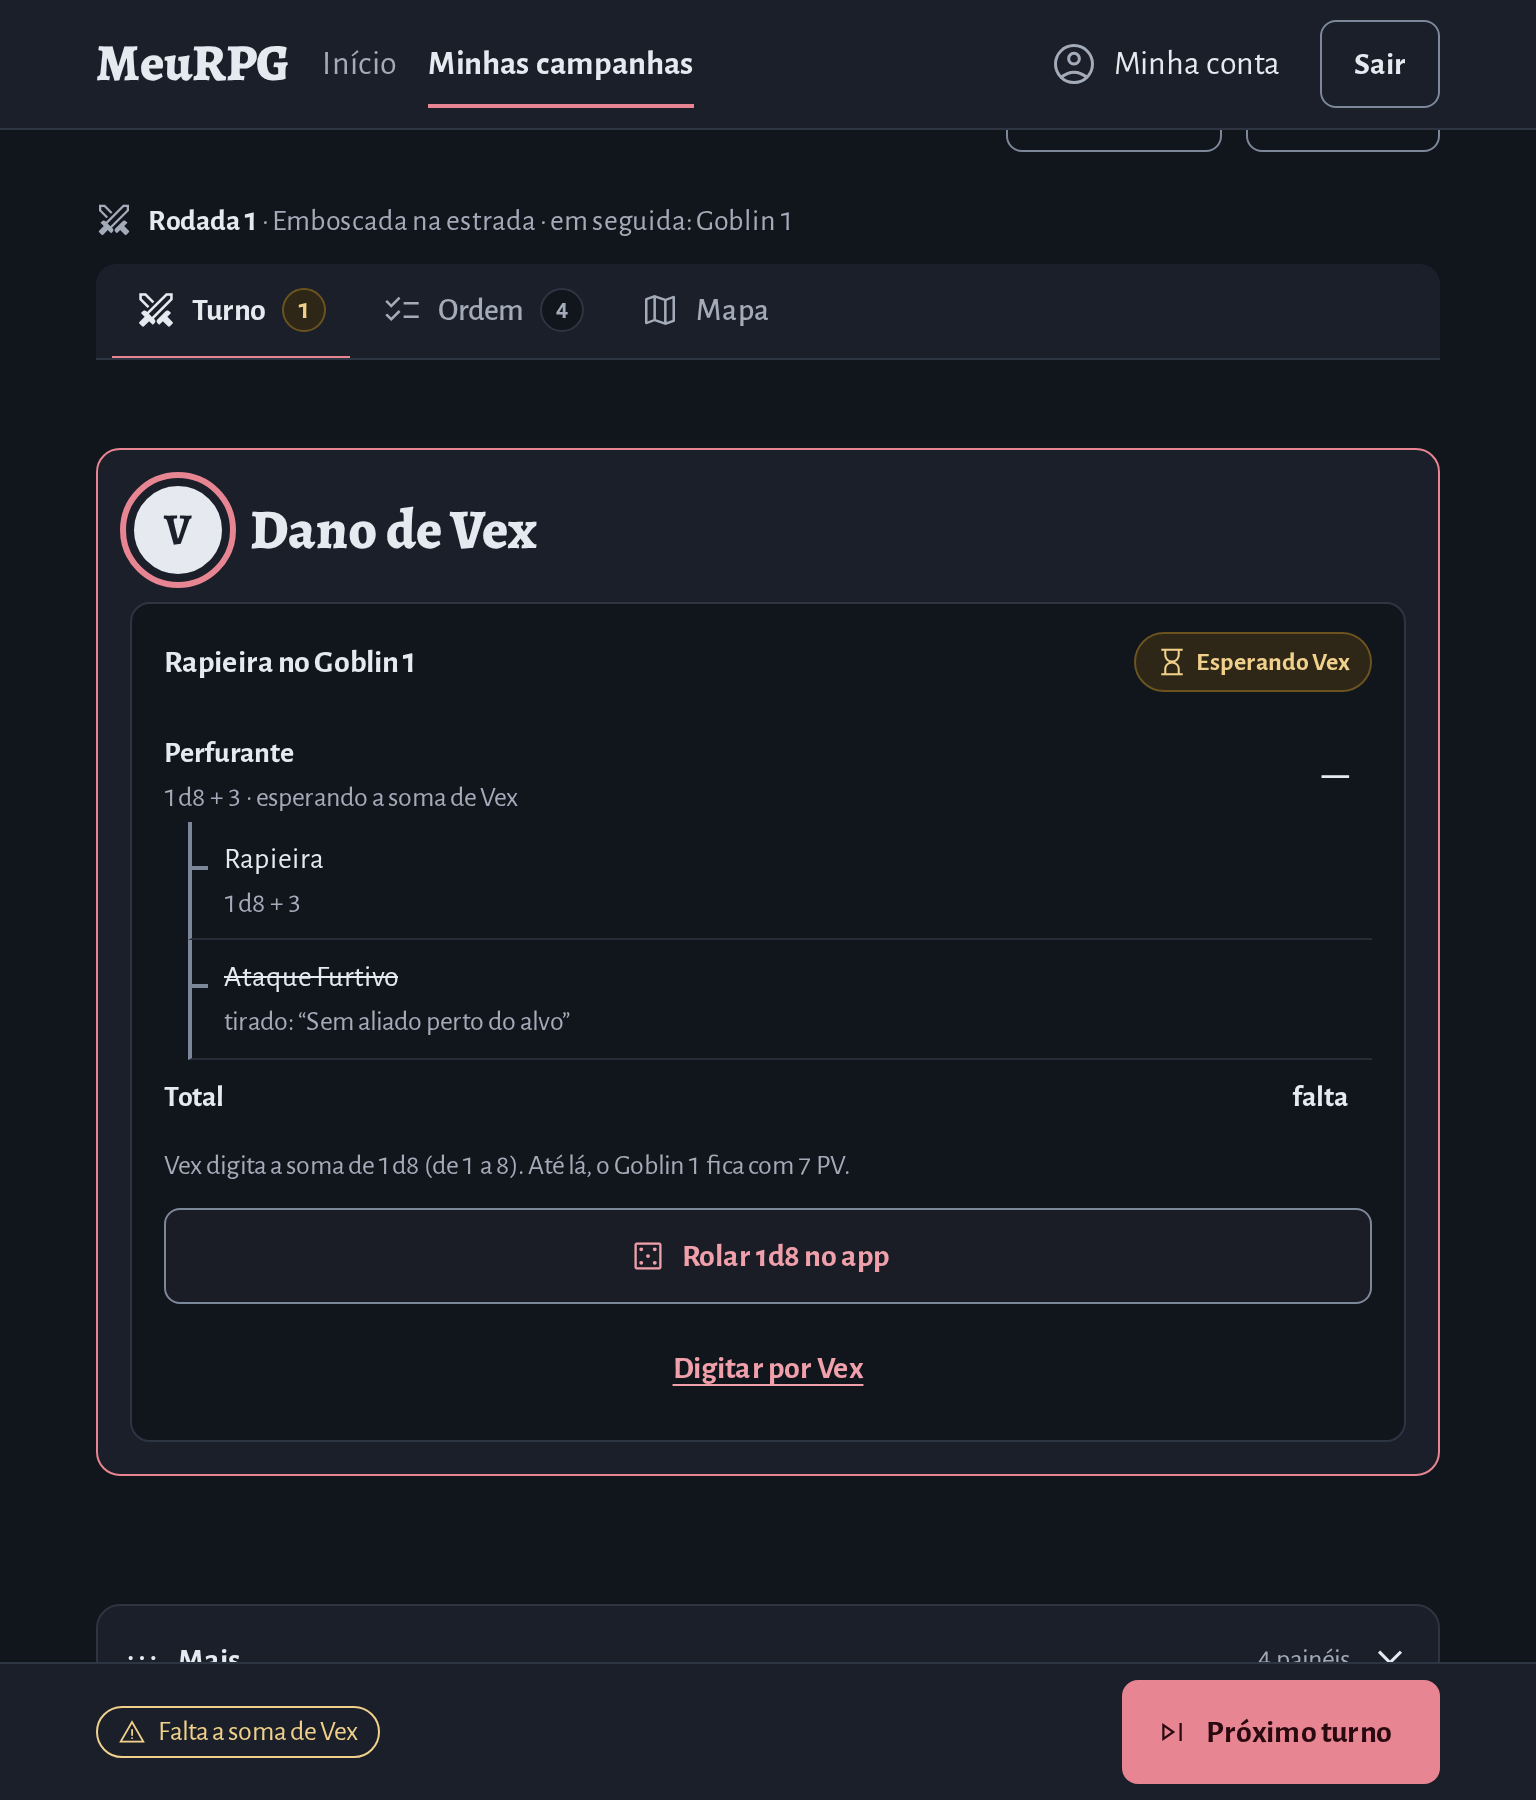 MeuRPG Início Minhas campanhas Minha conta Sair
Rodada 1 · Emboscada na estrada · em seguida: Goblin 1
Turno 1 Ordem 4 Mapa
V Dano de Vex
Rapieira no Goblin 1 Esperando Vex
Perfurante —
1d8 + 3 · esperando a soma de Vex
Rapieira
1d8 + 3
Ataque Furtivo
tirado: “Sem aliado perto do alvo”
Total falta
Vex digita a soma de 1d8 (de 1 a 8). Até lá, o Goblin 1 fica com 7 PV.
Rolar 1d8 no app
Digitar por Vex
Mais 4 painéis
Falta a soma de Vex Próximo turno